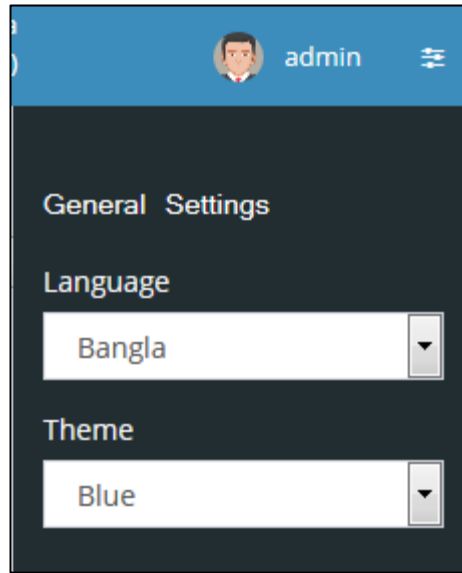 a
)
admin
General Settings
Language
Bangla
Theme
Blue